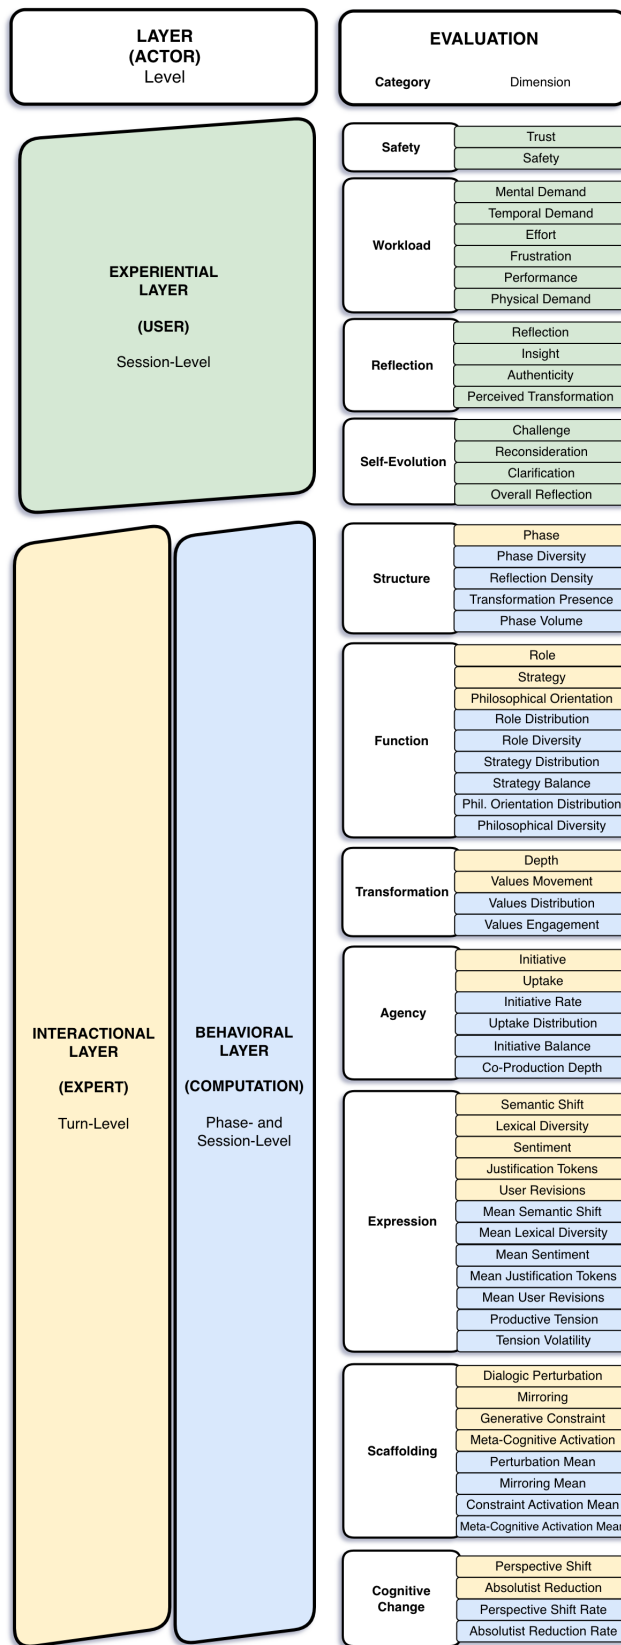 LAYER
(ACTOR)
Level
EVALUATION
Category
Dimension
EXPERIENTIAL
LAYER
(USER)
Session-Level
Safety
Trust
Safety
Workload
Mental Demand
Temporal Demand
Effort
Frustration
Performance
Physical Demand
Reflection
Reflection
Insight
Authenticity
Perceived Transformation
Self-Evolution
Challenge
Reconsideration
Clarification
Overall Reflection
INTERACTIONAL
LAYER
(EXPERT)
Turn-Level
BEHAVIORAL
LAYER
(COMPUTATION)
Phase- and
Session-Level
Structure
Phase
Phase Diversity
Reflection Density
Transformation Presence
Phase Volume
Function
Role
Strategy
Philosophical Orientation
Role Distribution
Role Diversity
Strategy Distribution
Strategy Balance
Phil. Orientation Distribution
Philosophical Diversity
Transformation
Depth
Values Movement
Values Distribution
Values Engagement
Agency
Initiative
Uptake
Initiative Rate
Uptake Distribution
Initiative Balance
Co-Production Depth
Expression
Semantic Shift
Lexical Diversity
Sentiment
Justification Tokens
User Revisions
Mean Semantic Shift
Mean Lexical Diversity
Mean Sentiment
Mean Justification Tokens
Mean User Revisions
Productive Tension
Tension Volatility
Scaffolding
Dialogic Perturbation
Mirroring
Generative Constraint
Meta-Cognitive Activation
Perturbation Mean
Mirroring Mean
Constraint Activation Mean
Meta-Cognitive Activation Mean
Cognitive
Change
Perspective Shift
Absolutist Reduction
Perspective Shift Rate
Absolutist Reduction Rate